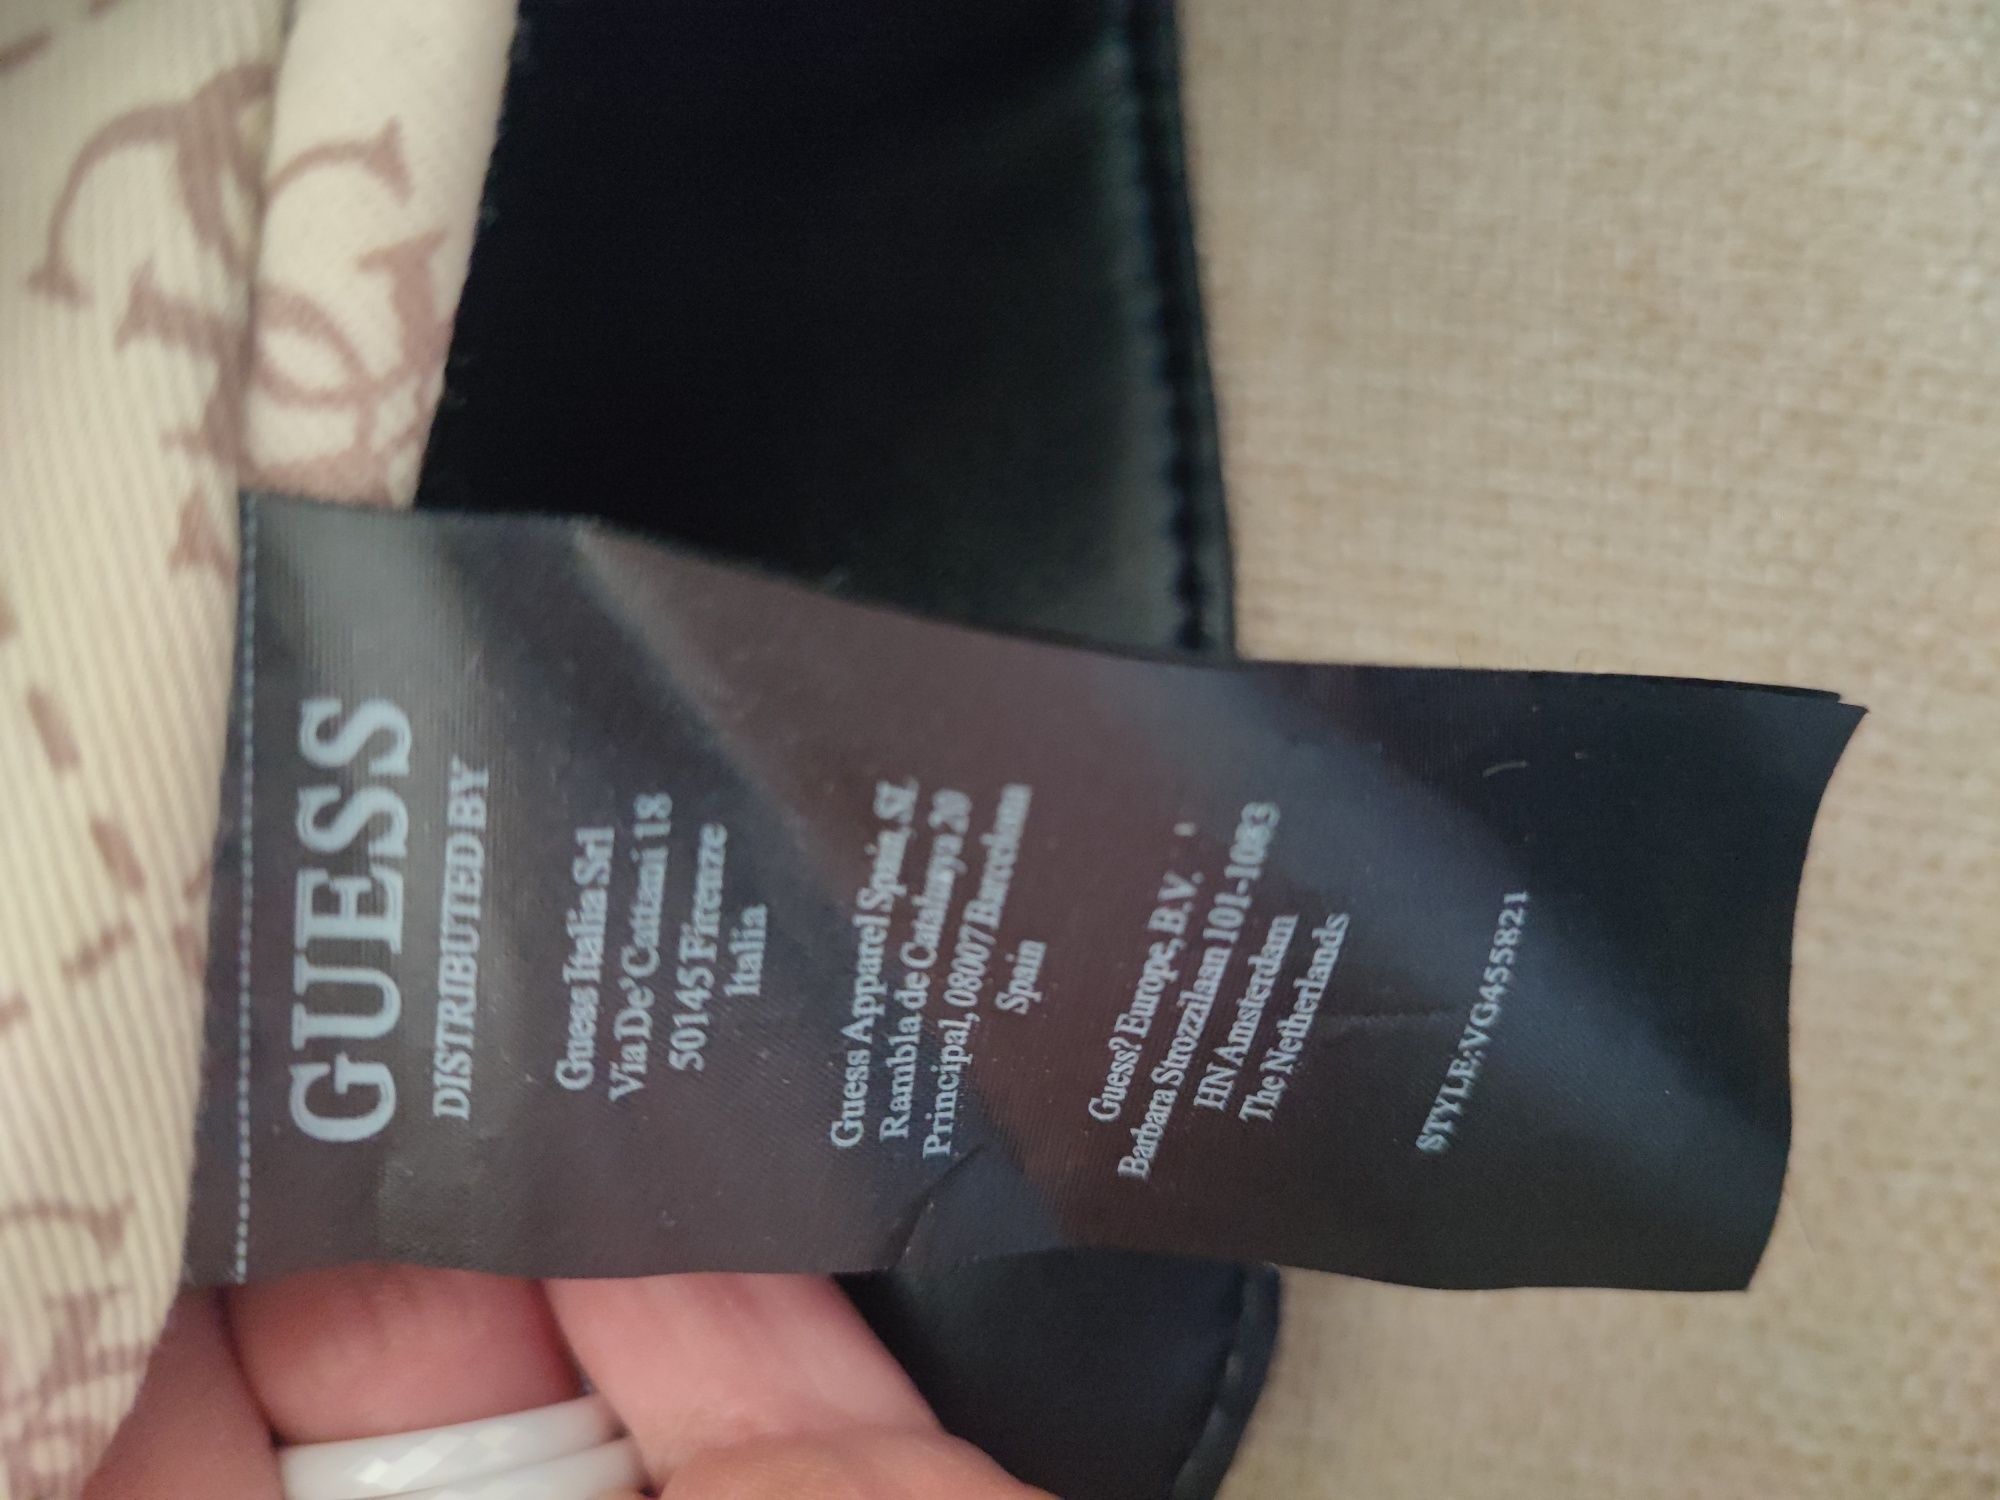 GUESS
DISTRIBUTED BY
Guess Italia Srl
Via De' Cattani 18
50145 Firenze
Italia
Guess Apparel Spain, SL
Rambla de Catalunya 20
Principal, 08007 Barcelona
Spain
Guess? Europe, B.V.
Barbara Strozzilaan 101-1083
HN Amsterdam
The Netherlands
STYLE:VG455821